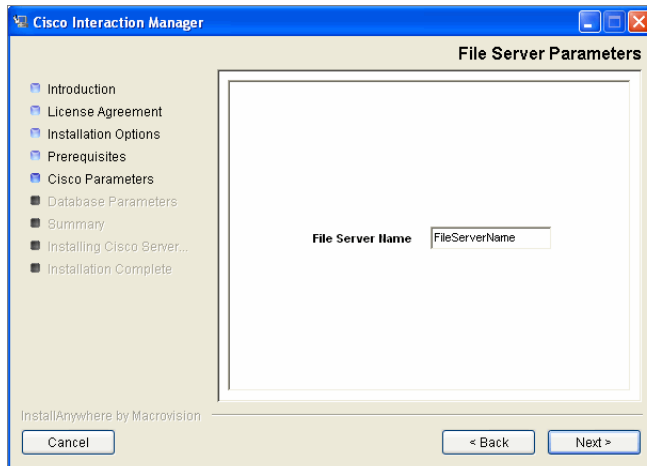 Cisco Interaction Manager
File Server Parameters
Introduction
License Agreement
Installation Options
Prerequisites
Cisco Parameters
Database Parameters
Summary
Installing Cisco Server...
Installation Complete
File Server Name
FileServerName
InstallAnywhere by Macrovision
Cancel
< Back
Next >